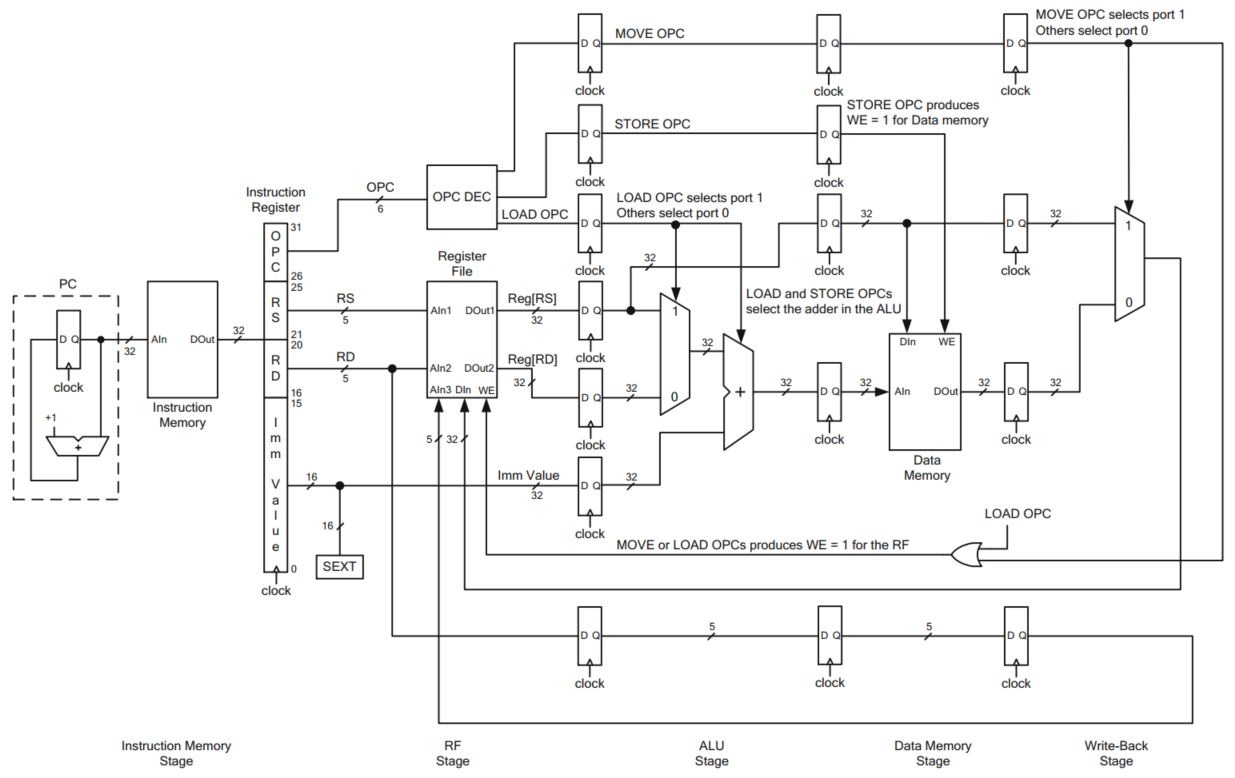 MOVE OPC selects port 1
Others select port 0
D Q
MOVE OPC
D Q
D Q
clock
clock
clock
STORE OPC produces
WE = 1 for Data memory
D Q
STORE OPC
D Q
clock
clock
Instruction
Register
OPC
6
OPC DEC
LOAD OPC
LOAD OPC selects port 1
Others select port 0
D Q
D Q
32
D Q
32
1
0
clock
clock
clock
31
O
P
C
26
25
R
S
21
20
R
D
16
15
I
m
m
V
a
l
u
e
0
clock
PC
D Q
clock
+1
+
32
AIn
DOut
Instruction
Memory
32
RS
5
RD
5
Register
File
AIn1
DOut1
AIn2
DOut2
AIn3
DIn
WE
5
32
Reg[RS]
32
Reg[RD]
32
D Q
clock
32
1
0
32
D Q
32
clock
LOAD and STORE OPCs
select the adder in the ALU
+
32
D Q
32
clock
DIn
WE
AIn
DOut
Data
Memory
D Q
32
clock
16
16
SEXT
Imm Value
32
D Q
32
clock
LOAD OPC
MOVE or LOAD OPCs produces WE = 1 for the RF
D Q
5
D Q
5
D Q
clock
clock
clock
Instruction Memory
Stage
RF
Stage
ALU
Stage
Data Memory
Stage
Write-Back
Stage